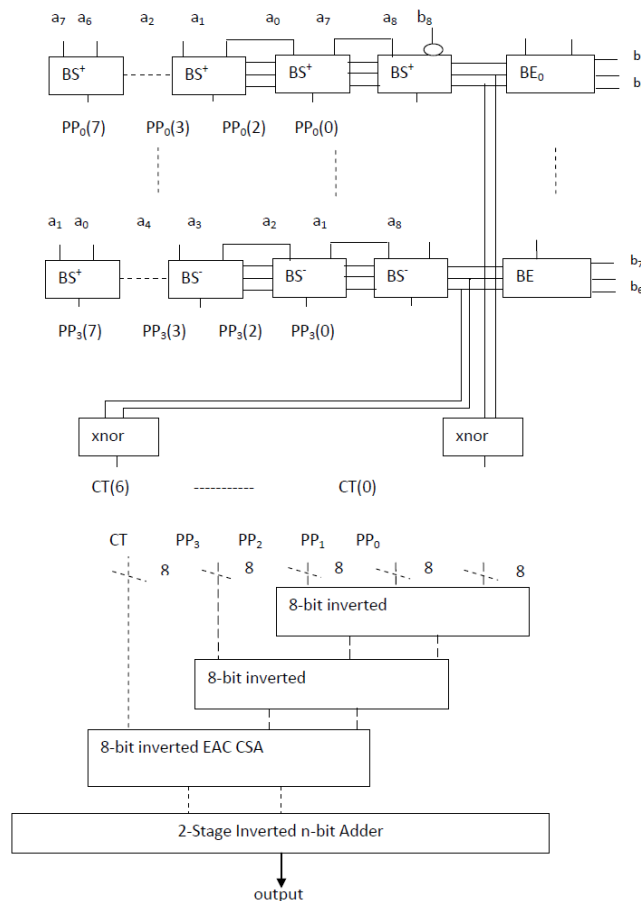 a₇ a₆ a₂ a₁ a₀ a₇ a₈ b₈
BS⁺ BS⁺ BS⁺ BS⁺ BE₀ b
b
PP₀(7) PP₀(3) PP₀(2) PP₀(0)
a₁ a₀ a₄ a₃ a₂ a₁ a₈
BS⁺ BS⁻ BS⁻ BS⁻ BE b₇
b₆
PP₃(7) PP₃(3) PP₃(2) PP₃(0)
xnor xnor
CT(6) CT(0)
CT PP₃ PP₂ PP₁ PP₀
8 8 8 8 8
8-bit inverted
8-bit inverted
8-bit inverted EAC CSA
2-Stage Inverted n-bit Adder
output